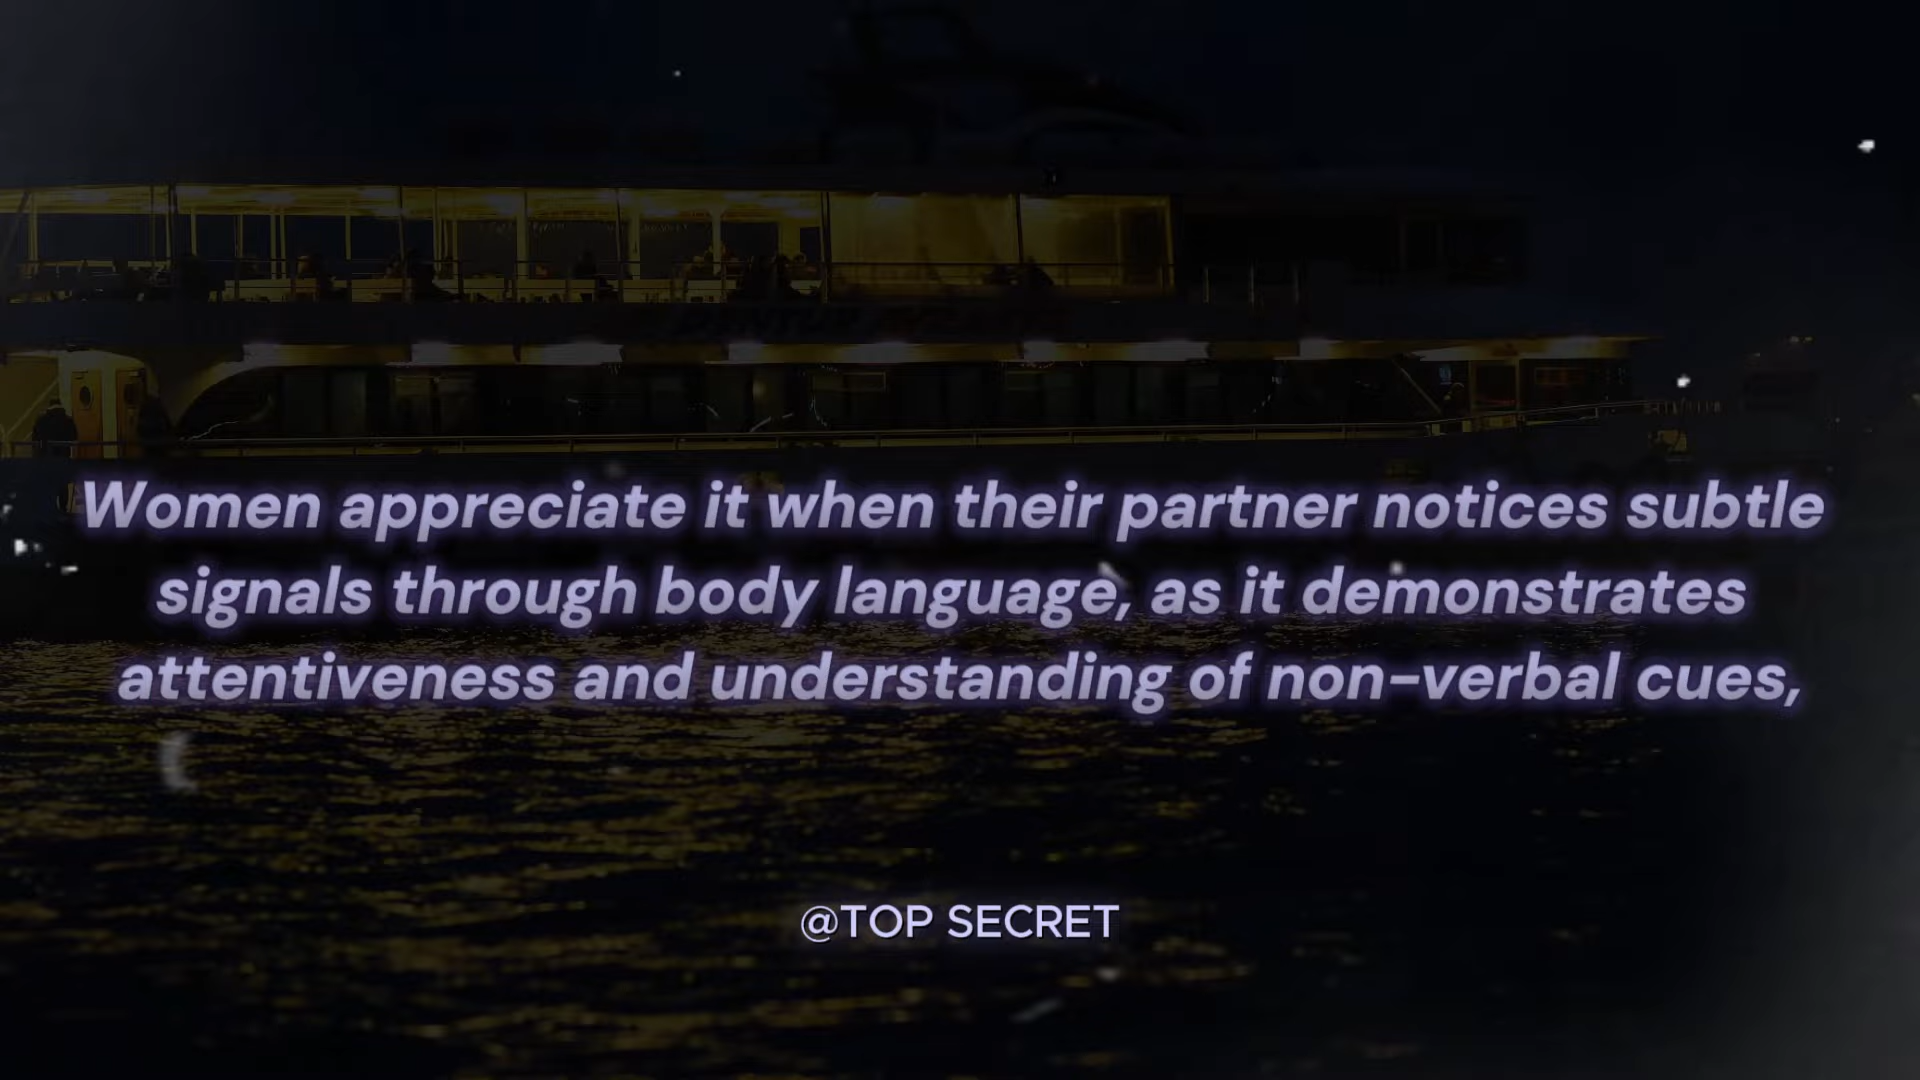 Women appreciate it when their partner notices subtle
signals through body language, as it demonstrates
attentiveness and understanding of non-verbal cues,
@TOP SECRET